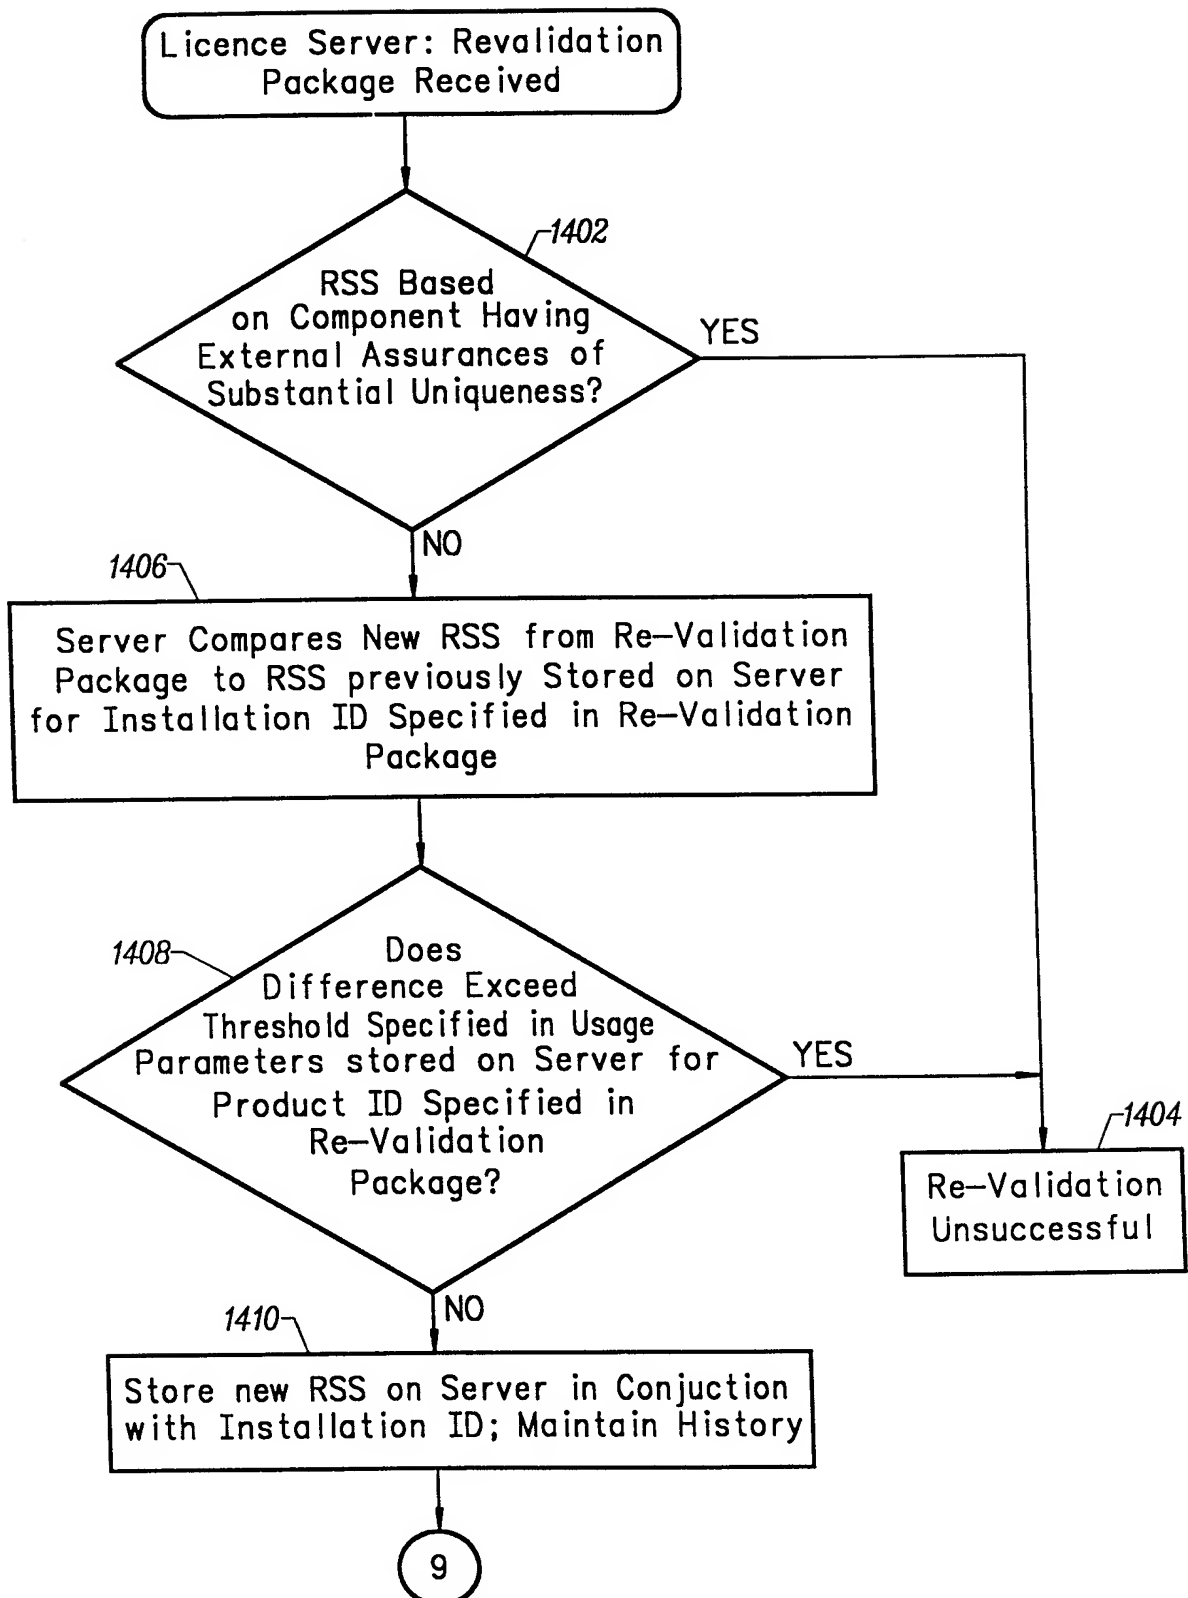 Licence Server: Revalidation
Package Received
1402
RSS Based
on Component Having
External Assurances of
Substantial Uniqueness?
YES
NO
1406
Server Compares New RSS from Re-Validation
Package to RSS previously Stored on Server
for Installation ID Specified in Re-Validation
Package
1408
Does
Difference Exceed
Threshold Specified in Usage
Parameters stored on Server for
Product ID Specified in
Re-Validation
Package?
YES
1404
Re-Validation
Unsuccessful
NO
1410
Store new RSS on Server in Conjuction
with Installation ID; Maintain History
9